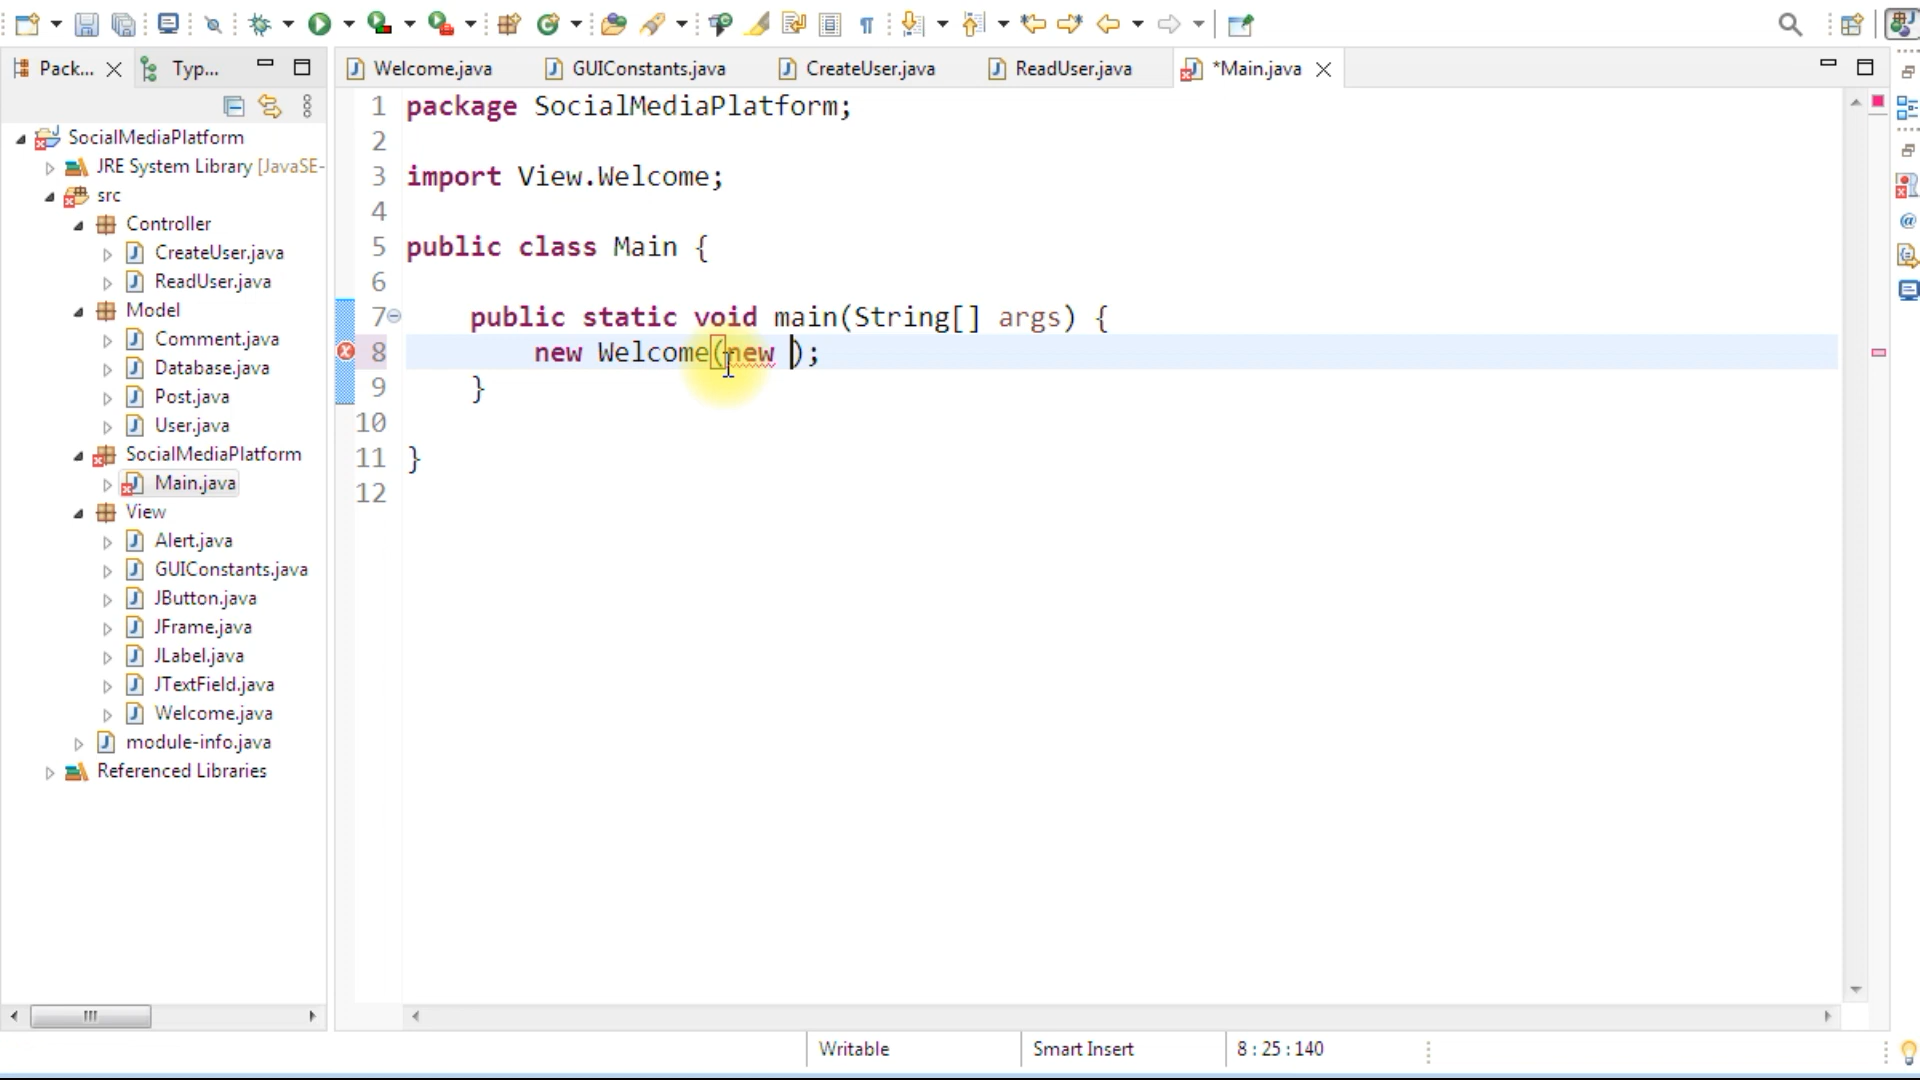 Pack...
Typ...
Welcome.java
GUIConstants.java
CreateUser.java
ReadUser.java
*Main.java
SocialMediaPlatform
JRE System Library [JavaSE-
src
Controller
CreateUser.java
ReadUser.java
Model
Comment.java
Database.java
Post.java
User.java
SocialMediaPlatform
Main.java
View
Alert.java
GUIConstants.java
JButton.java
JFrame.java
JLabel.java
JTextField.java
Welcome.java
module-info.java
Referenced Libraries
1 package SocialMediaPlatform;
2
3 import View.Welcome;
4
5 public class Main {
6
7 public static void main(String[] args) {
8 new Welcome(new );
9 }
10
11 }
12
Writable
Smart Insert
8 : 25 : 140